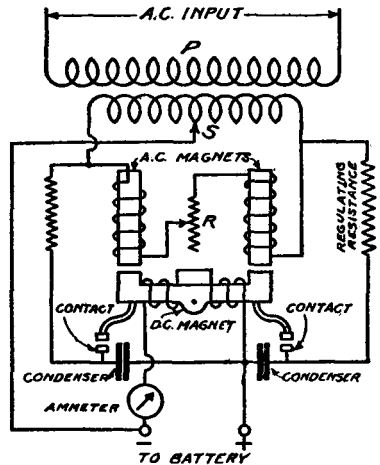 A.C. INPUT
P
S
A.C. MAGNETS
R
REGULATING
RESISTANCE
CONTACT
D.C. MAGNET
CONTACT
CONDENSER
CONDENSER
AMMETER
- +
TO BATTERY